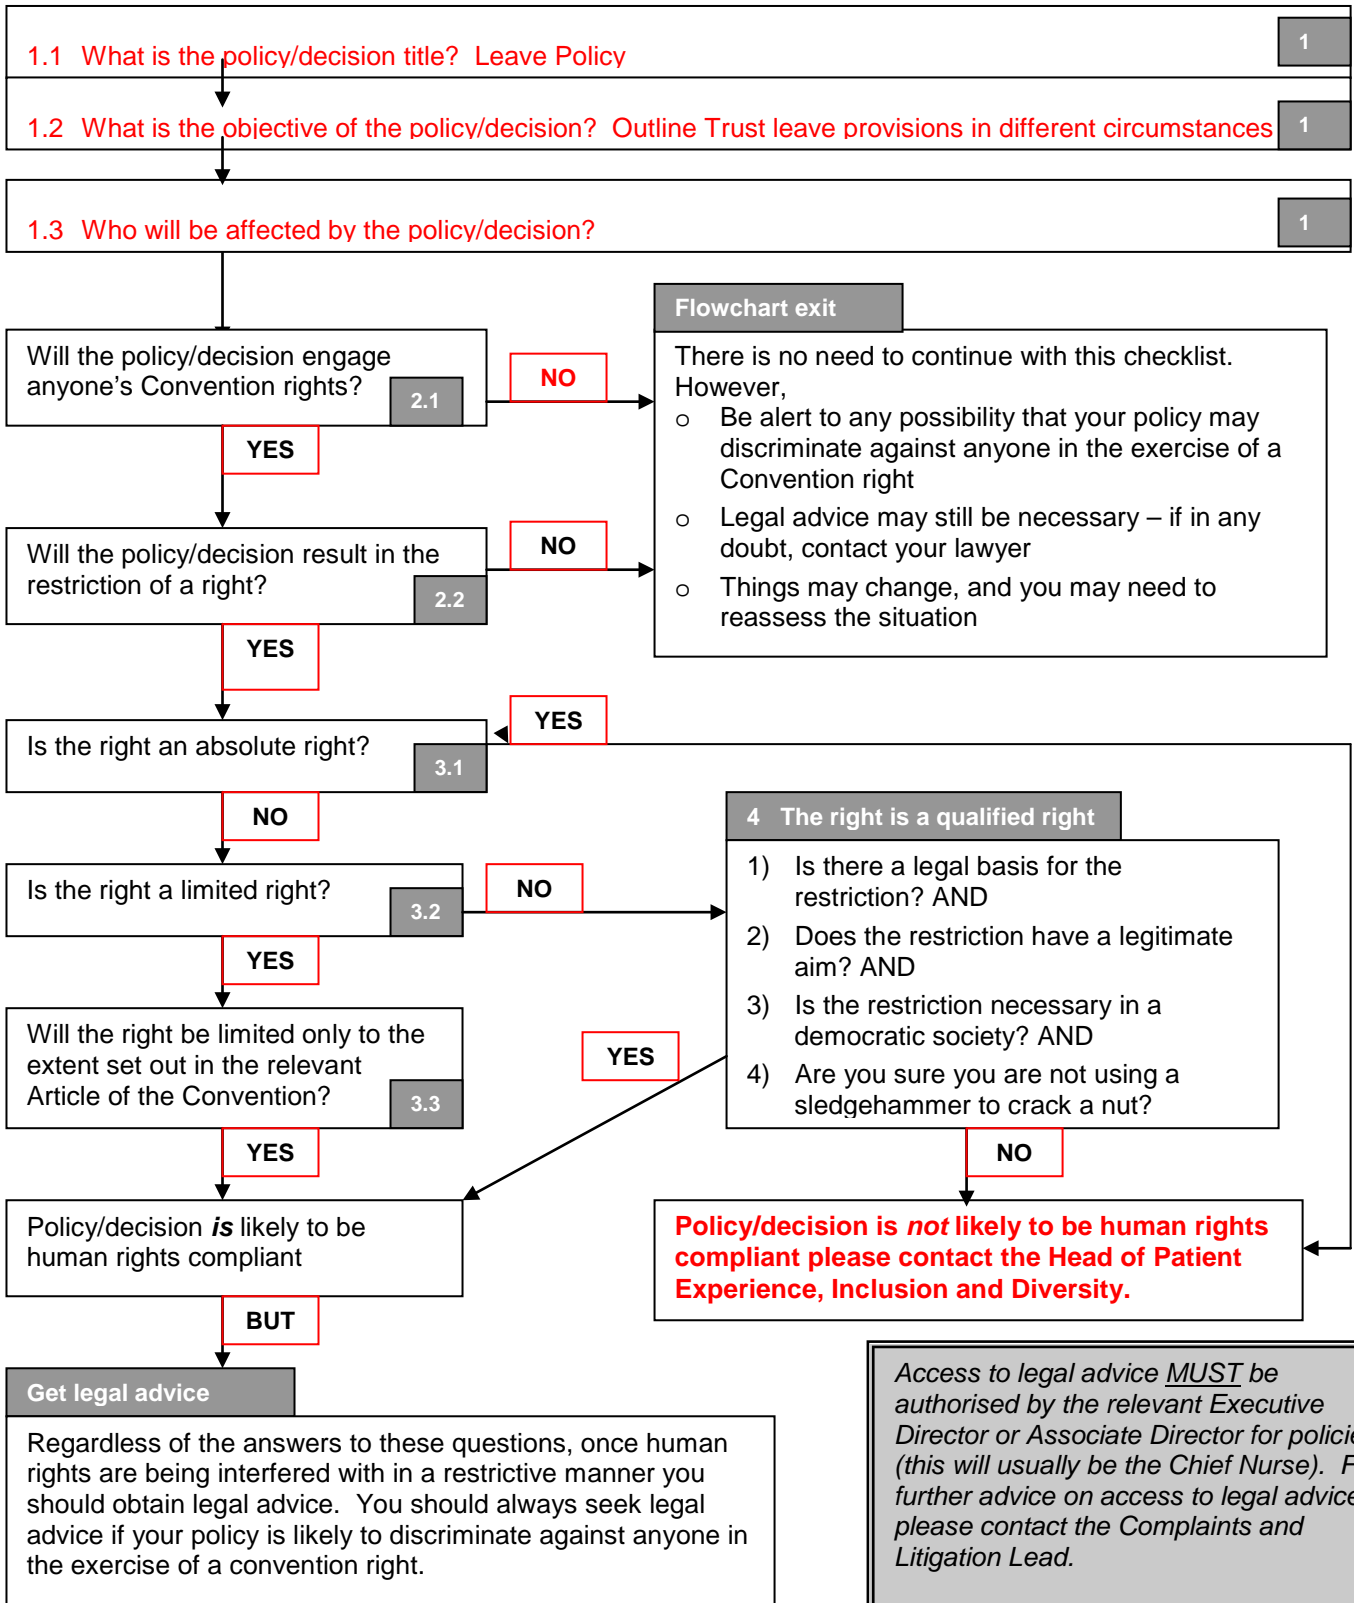 1.1 What is the policy/decision title? Leave Policy
1
1.2 What is the objective of the policy/decision? Outline Trust leave provisions in different circumstances
1
1.3 Who will be affected by the policy/decision?
1
Will the policy/decision engage
anyone’s Convention rights?
2.1
NO
YES
Flowchart exit
There is no need to continue with this checklist.
However,
o Be alert to any possibility that your policy may
discriminate against anyone in the exercise of a
Convention right
o Legal advice may still be necessary – if in any
doubt, contact your lawyer
o Things may change, and you may need to
reassess the situation
Will the policy/decision result in the
restriction of a right?
2.2
NO
YES
Is the right an absolute right?
3.1
YES
NO
Is the right a limited right?
3.2
NO
YES
4 The right is a qualified right
1) Is there a legal basis for the
restriction? AND
2) Does the restriction have a legitimate
aim? AND
3) Is the restriction necessary in a
democratic society? AND
4) Are you sure you are not using a
sledgehammer to crack a nut?
YES
NO
Will the right be limited only to the
extent set out in the relevant
Article of the Convention?
3.3
YES
Policy/decision is likely to be
human rights compliant
BUT
Policy/decision is not likely to be human rights
compliant please contact the Head of Patient
Experience, Inclusion and Diversity.
Get legal advice
Regardless of the answers to these questions, once human
rights are being interfered with in a restrictive manner you
should obtain legal advice. You should always seek legal
advice if your policy is likely to discriminate against anyone in
the exercise of a convention right.
Access to legal advice MUST be
authorised by the relevant Executive
Director or Associate Director for policie
(this will usually be the Chief Nurse). F
further advice on access to legal advice
please contact the Complaints and
Litigation Lead.